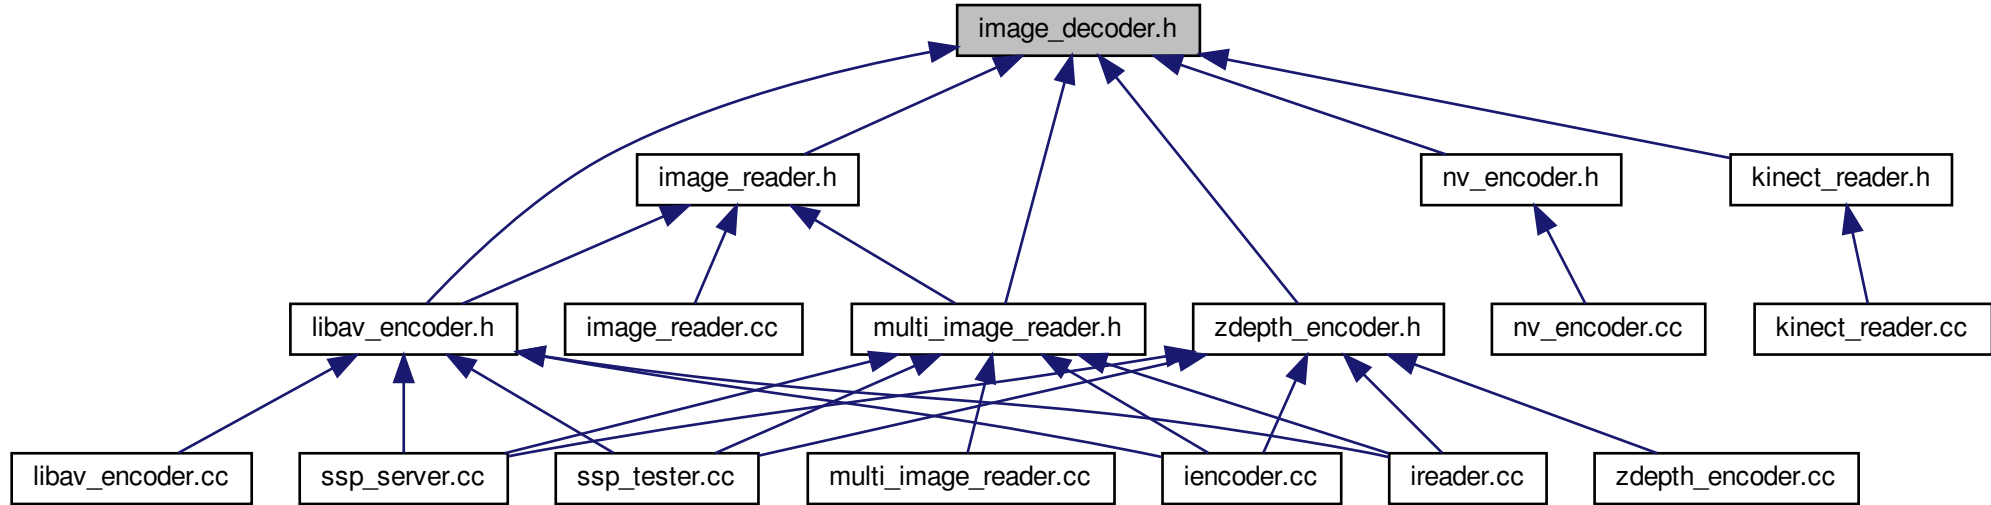 image_decoder.h
image_reader.h
nv_encoder.h
kinect_reader.h
libav_encoder.h
image_reader.cc
multi_image_reader.h
zdepth_encoder.h
nv_encoder.cc
kinect_reader.cc
libav_encoder.cc
ssp_server.cc
ssp_tester.cc
multi_image_reader.cc
iencoder.cc
ireader.cc
zdepth_encoder.cc